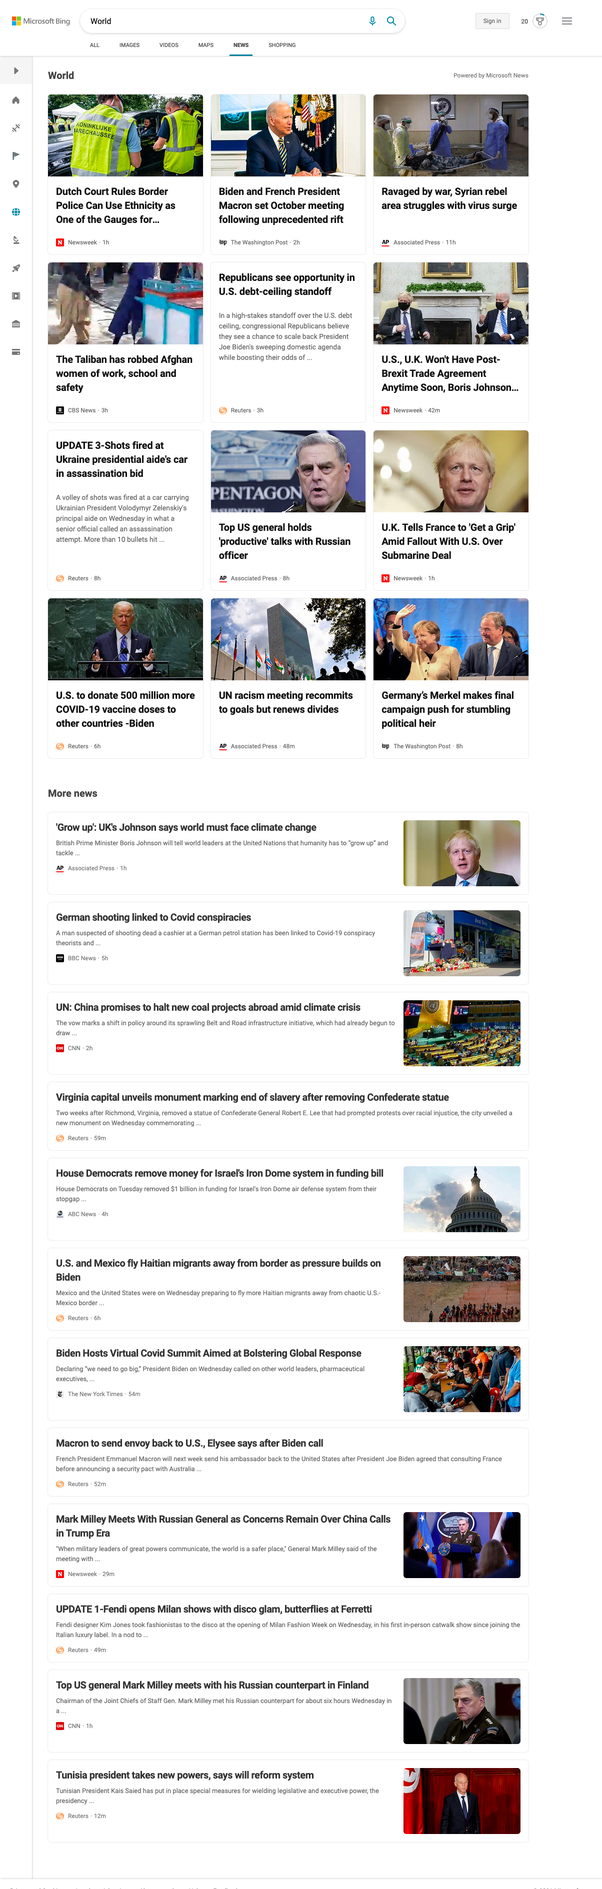 Microsoft Bing
World
Sign in
20
ALL
IMAGES
VIDEOS
MAPS
NEWS
SHOPPING
World
Powered by Microsoft News
KONINKLIJKE
MARECHAUSSEE
Dutch Court Rules Border
Police Can Use Ethnicity as
One of the Gauges for...
Newsweek · 1h
Biden and French President
Macron set October meeting
following unprecedented rift
The Washington Post · 2h
Ravaged by war, Syrian rebel
area struggles with virus surge
AP Associated Press · 11h
The Taliban has robbed Afghan
women of work, school and
safety
CBS News · 3h
Republicans see opportunity in
U.S. debt-ceiling standoff
In a high-stakes standoff over the U.S. debt
ceiling, congressional Republicans believe
they see a chance to scale back President
Joe Biden's sweeping domestic agenda
while boosting their odds of ...
Reuters · 3h
U.S., U.K. Won't Have Post-
Brexit Trade Agreement
Anytime Soon, Boris Johnson...
Newsweek · 42m
UPDATE 3-Shots fired at
Ukraine presidential aide's car
in assassination bid
A volley of shots was fired at a car carrying
Ukrainian President Volodymyr Zelenskiy's
principal aide on Wednesday in what a
senior official called an assassination
attempt. More than 10 bullets hit ...
Reuters · 8h
PENTAGON
Top US general holds
'productive' talks with Russian
officer
AP Associated Press · 8h
U.K. Tells France to 'Get a Grip'
Amid Fallout With U.S. Over
Submarine Deal
Newsweek · 1h
U.S. to donate 500 million more
COVID-19 vaccine doses to
other countries -Biden
Reuters · 6h
UN racism meeting recommits
to goals but renews divides
AP Associated Press · 48m
Germany's Merkel makes final
campaign push for stumbling
political heir
The Washington Post · 8h
More news
'Grow up': UK's Johnson says world must face climate change
British Prime Minister Boris Johnson will tell world leaders at the United Nations that humanity has to "grow up" and
tackle ...
AP Associated Press · 1h
German shooting linked to Covid conspiracies
A man suspected of shooting dead a cashier at a German petrol station has been linked to Covid-19 conspiracy
theorists and ...
BBC News · 5h
UN: China promises to halt new coal projects abroad amid climate crisis
The vow marks a shift in policy around its sprawling Belt and Road infrastructure initiative, which had already begun to
draw ...
CNN · 2h
Virginia capital unveils monument marking end of slavery after removing Confederate statue
Two weeks after Richmond, Virginia, removed a statue of Confederate General Robert E. Lee that had prompted protests over racial injustice, the city unveiled a
new monument on Wednesday commemorating ...
Reuters · 59m
House Democrats remove money for Israel's Iron Dome system in funding bill
House Democrats on Tuesday removed $1 billion in funding for Israel's Iron Dome air defense system from their
stopgap ...
ABC News · 4h
U.S. and Mexico fly Haitian migrants away from border as pressure builds on
Biden
Mexico and the United States were on Wednesday preparing to fly more Haitian migrants away from chaotic U.S.-
Mexico border ...
Reuters · 6h
Biden Hosts Virtual Covid Summit Aimed at Bolstering Global Response
Declaring "we need to go big," President Biden on Wednesday called on other world leaders, pharmaceutical
executives, ...
The New York Times · 54m
Macron to send envoy back to U.S., Elysee says after Biden call
French President Emmanuel Macron will next week send his ambassador back to the United States after President Joe Biden agreed that consulting France
before announcing a security pact with Australia ...
Reuters · 52m
Mark Milley Meets With Russian General as Concerns Remain Over China Calls
in Trump Era
"When military leaders of great powers communicate, the world is a safer place," General Mark Milley said of the
meeting with ...
Newsweek · 29m
UPDATE 1-Fendi opens Milan shows with disco glam, butterflies at Ferretti
Fendi designer Kim Jones took fashionistas to the disco at the opening of Milan Fashion Week on Wednesday, in his first in-person catwalk show since joining the
Italian luxury label. In a nod to ...
Reuters · 49m
Top US general Mark Milley meets with his Russian counterpart in Finland
Chairman of the Joint Chiefs of Staff Gen. Mark Milley met his Russian counterpart for about six hours Wednesday in
a ...
CNN · 1h
Tunisia president takes new powers, says will reform system
Tunisian President Kais Saied has put in place special measures for wielding legislative and executive power, the
presidency ...
Reuters · 12m